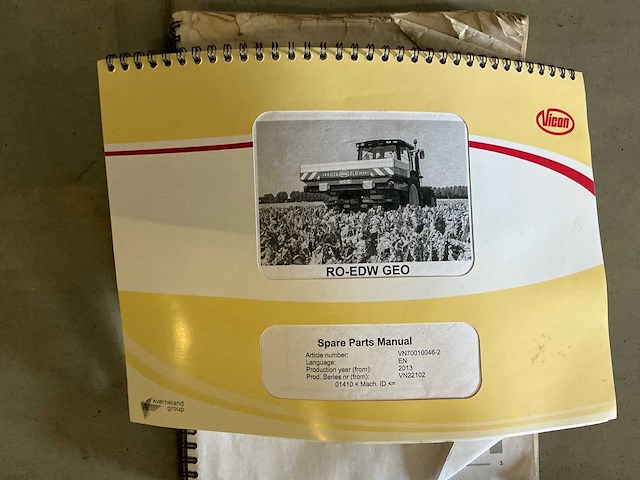 Vicon
RO-EDW GEO
Spare Parts Manual
Article number: VN70010046-2
Language: EN
Production year (from): 2013
Prod. Series nr (from): VN22102
01410 < Mach. ID <=
kverneland
group
3